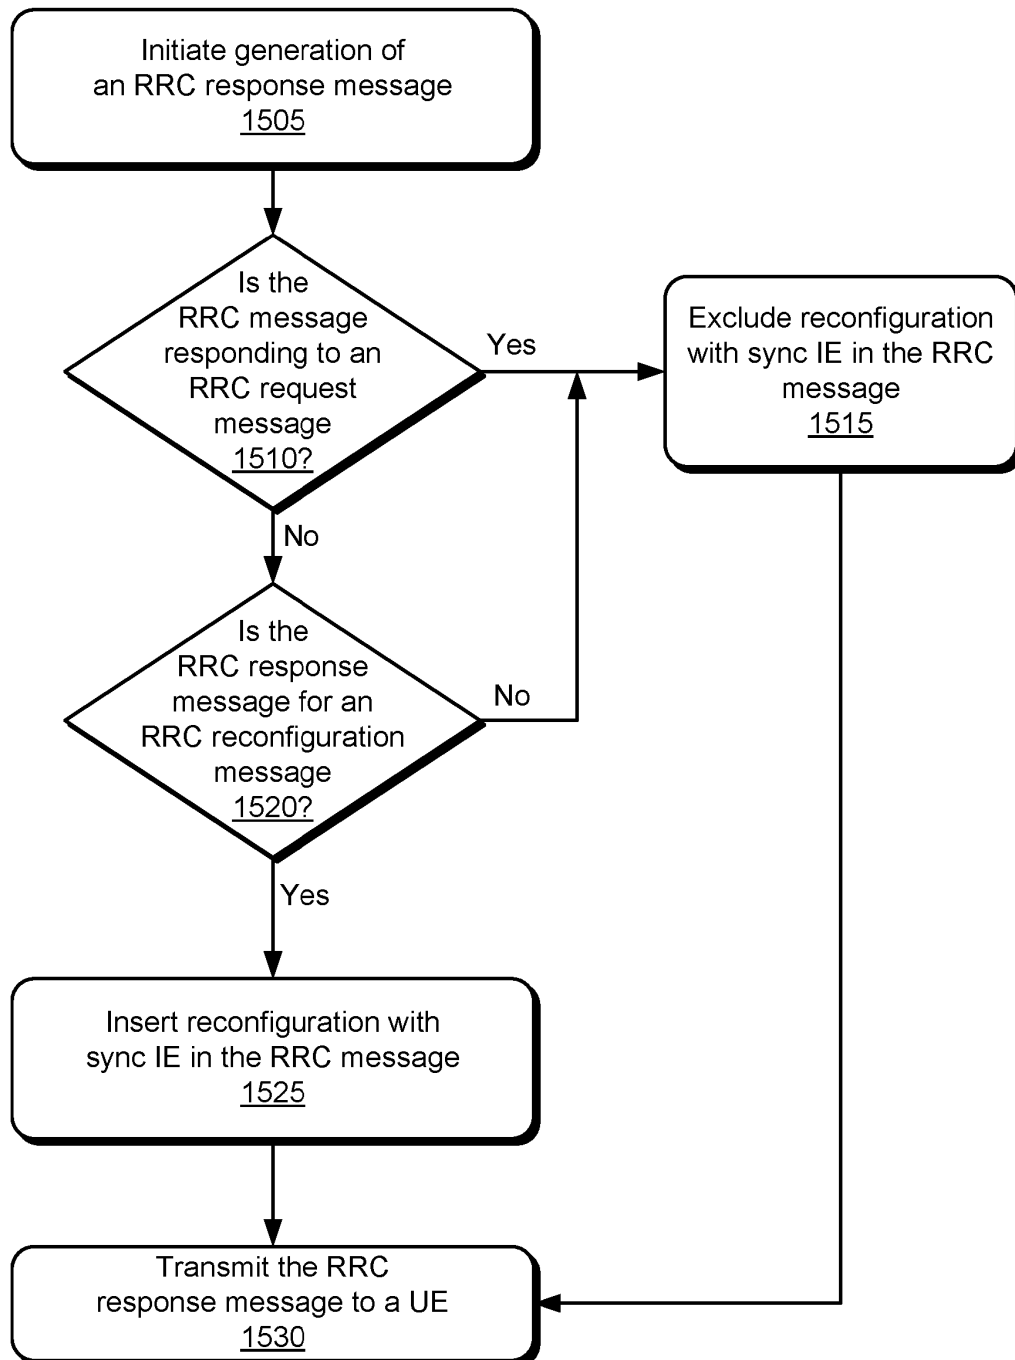 Initiate generation of
an RRC response message
1505
Is the
RRC message
responding to an
RRC request
message
1510?
Yes
Exclude reconfiguration
with sync IE in the RRC
message
1515
No
Is the
RRC response
message for an
RRC reconfiguration
message
1520?
No
Yes
Insert reconfiguration with
sync IE in the RRC message
1525
Transmit the RRC
response message to a UE
1530